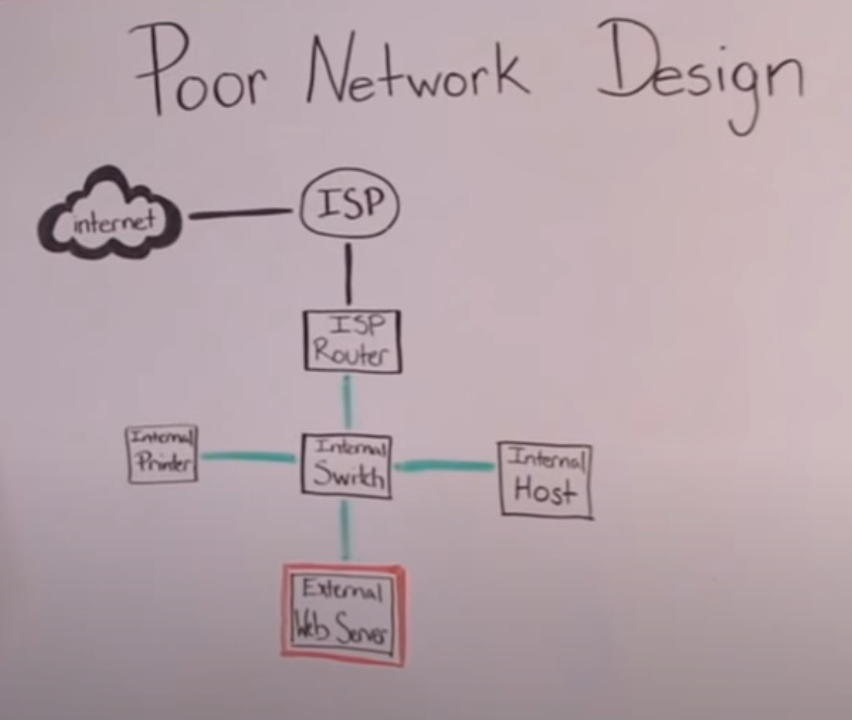 Poor Network Design
internet
ISP
ISP
Router
Internal
Printer
Internal
Switch
Internal
Host
External
Web Server